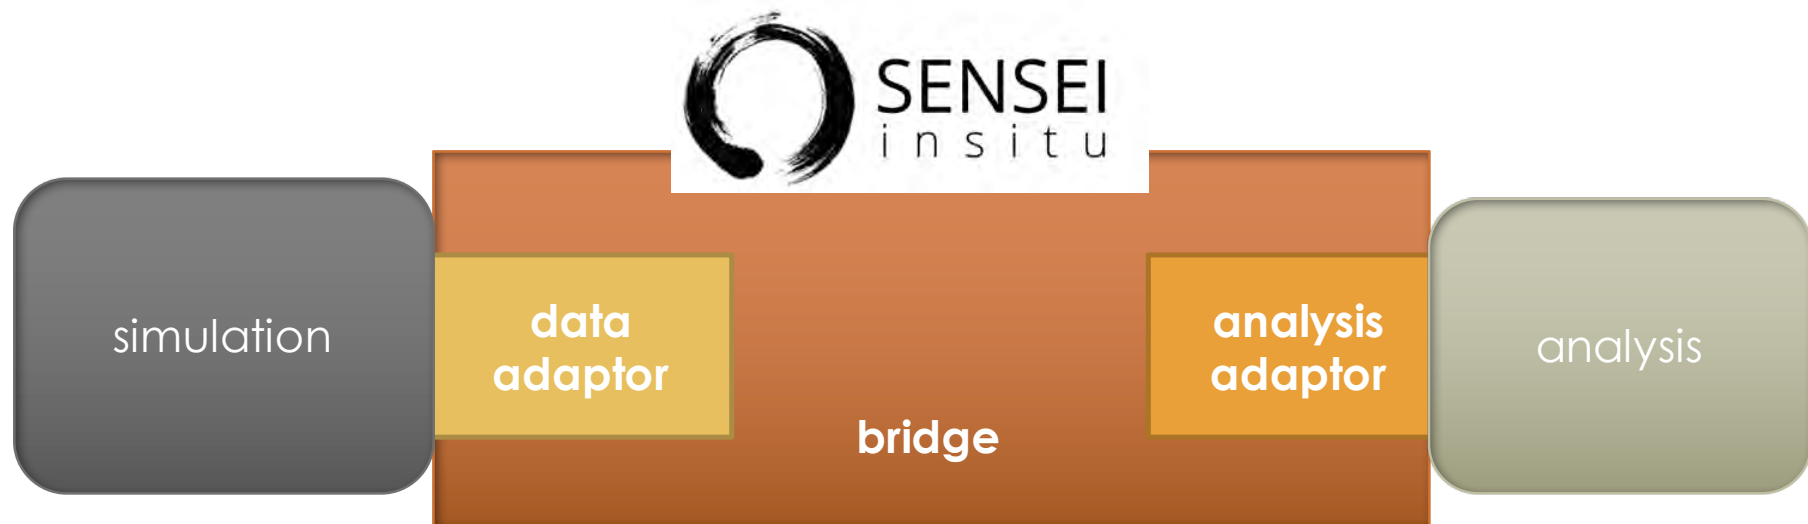 SENSEI
insitu
simulation
data
adaptor
bridge
analysis
adaptor
analysis